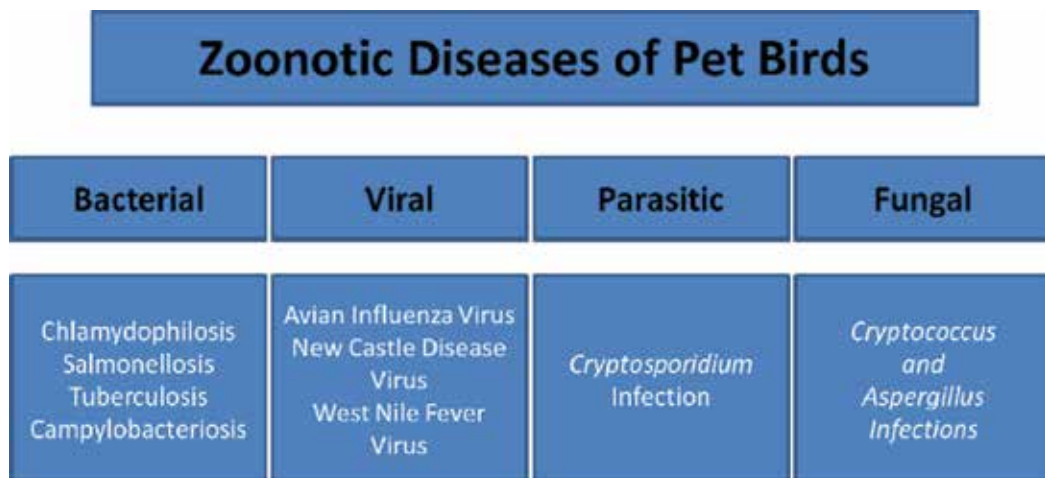 Zoonotic Diseases of Pet Birds
Bacterial
Viral
Parasitic
Fungal
Chlamydophilosis
Salmonellosis
Tuberculosis
Campylobacteriosis
Avian Influenza Virus
New Castle Disease
Virus
West Nile Fever
Virus
Cryptosporidium
Infection
Cryptococcus
and
Aspergillus
Infections